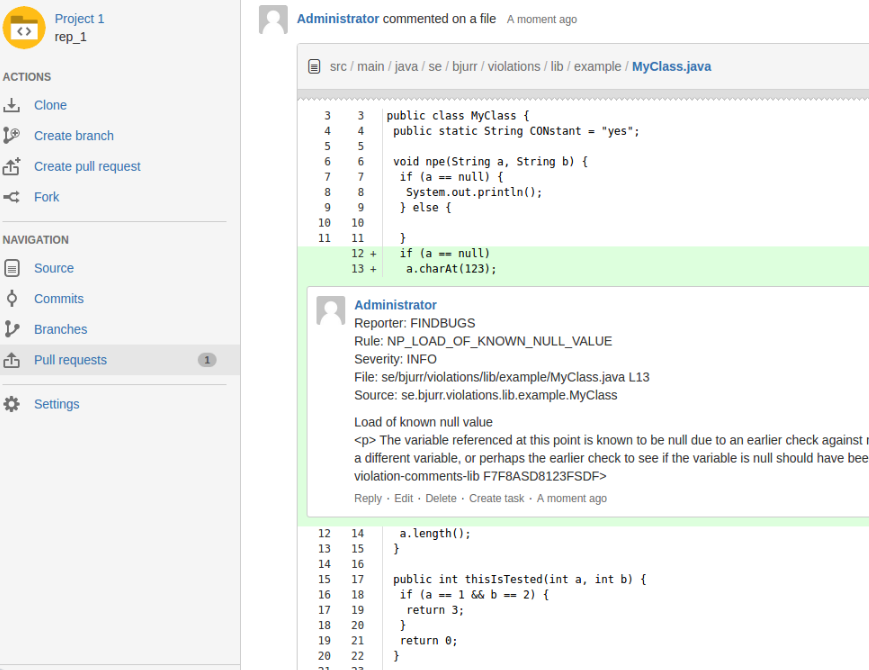 Project 1
rep_1
ACTIONS
Clone
Create branch
Create pull request
Fork
NAVIGATION
Source
Commits
Branches
Pull requests 1
Settings
Administrator commented on a file A moment ago
src / main / java / se / bjurr / violations / lib / example / MyClass.java
3 3 public class MyClass {
4 4 public static String CONstant = "yes";
5 5
6 6 void npe(String a, String b) {
7 7 if (a == null) {
8 8 System.out.println();
9 9 } else {
10 10
11 11 }
12 + if (a == null)
13 + a.charAt(123);
Administrator
Reporter: FINDBUGS
Rule: NP_LOAD_OF_KNOWN_NULL_VALUE
Severity: INFO
File: se/bjurr/violations/lib/example/MyClass.java L13
Source: se.bjurr.violations.lib.example.MyClass
Load of known null value
<p> The variable referenced at this point is known to be null due to an earlier check against
a different variable, or perhaps the earlier check to see if the variable is null should have
violation-comments-lib F7F8ASD8123FSDF>
Reply · Edit · Delete · Create task · A moment ago
12 14 a.length();
13 15 }
14 16
15 17 public int thisIsTested(int a, int b) {
16 18 if (a == 1 && b == 2) {
17 19 return 3;
18 20 }
19 21 return 0;
20 22 }